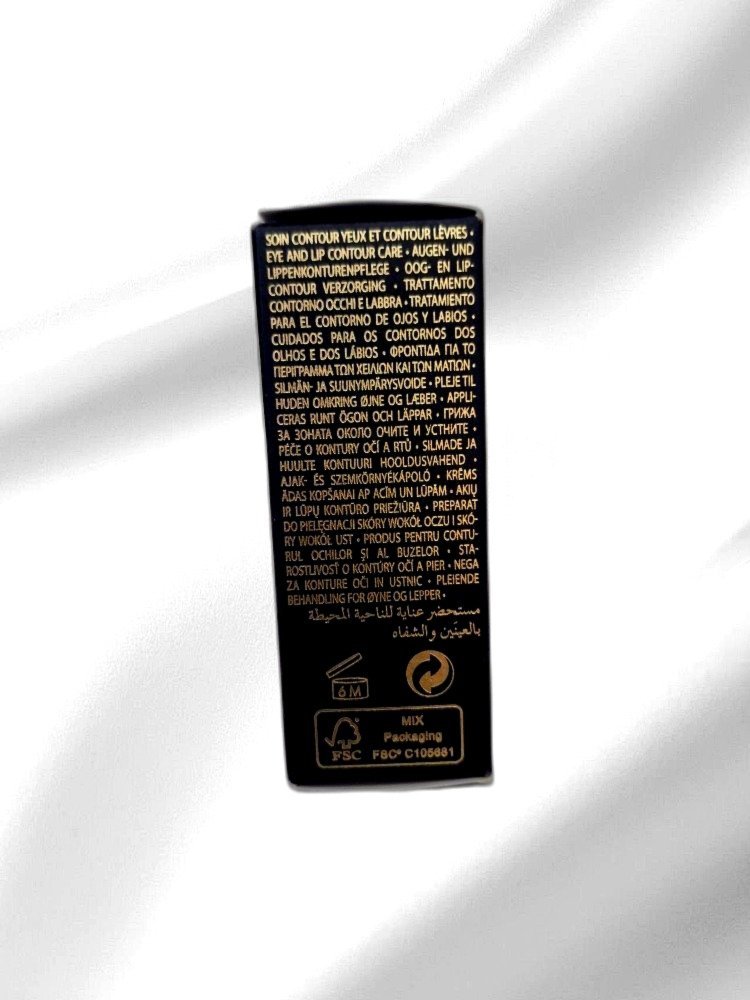 SOIN CONTOUR YEUX ET CONTOUR LÈVRES •
EYE AND LIP CONTOUR CARE • AUGEN- UND
LIPPENKONTURENPFLEGE • OOG- EN LIP-
CONTOUR VERZORGING • TRATTAMENTO
CONTORNO OCCHI E LABBRA • TRATAMIENTO
PARA EL CONTORNO DE OJOS Y LABIOS •
CUIDADOS PARA OS CONTORNOS DOS
OLHOS E DOS LÁBIOS • ΦΡΟΝΤΙΔΑ ΓΙΑ ΤΟ
ΠΕΡΙΓΡΑΜΜΑ ΤΩΝ ΧΕΙΛΙΩΝ ΚΑΙ ΤΩΝ ΜΑΤΙΩΝ •
SILMÄN- JA SUUNYMPÄRYSVOIDE • PLEJE TIL
HUDEN OMKRING ØJNE OG LÆBER • APPLI-
CERAS RUNT ÖGON OCH LÄPPAR • ГРИЖА
ЗА ЗОНАТА ОКОЛО ОЧИТЕ И УСТНИТЕ •
PÉČE O KONTURY OČÍ A RTŮ • SILMADE JA
HUULTE KONTUURI HOOLDUSVAHEND •
AJAK- ÉS SZEMKÖRNYÉKÁPOLÓ • KRĒMS
ĀDAS KOPŠANAI AP ACĪM UN LŪPĀM • AKIŲ
IR LŪPŲ KONTŪRO PRIEŽIŪRA • PREPARAT
DO PIELĘGNACJI SKÓRY WOKÓŁ OCZU I SKÓ-
RY WOKÓŁ UST • PRODUS PENTRU CONTU-
RUL OCHILOR ŞI AL BUZELOR • STA-
ROSTLIVOSŤ O KONTÚRY OČÍ A PIER • NEGA
ZA KONTURE OČI IN USTNIC • PLEIENDE
BEHANDLING FOR ØYNE OG LEPPER •
مستحضر عناية للناحية المحيطة
بالعينين والشفاه
6 M
MIX
Packaging
FSC FSC® C105681